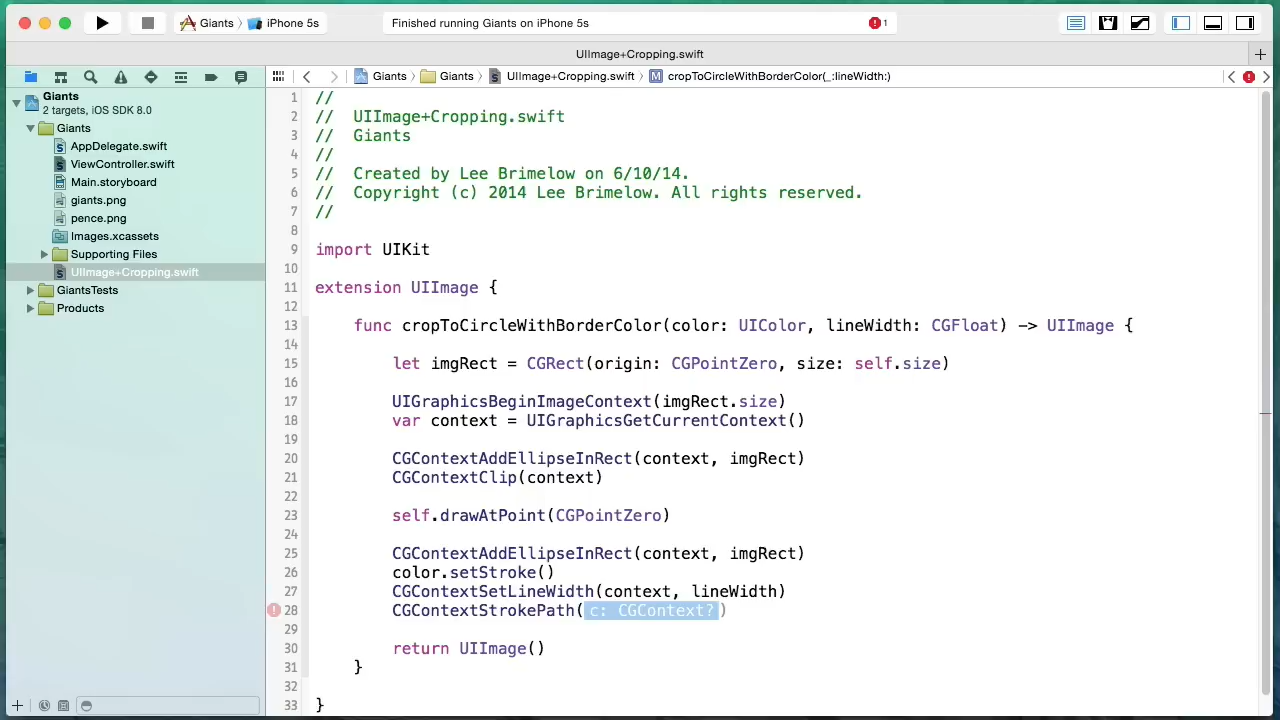 Giants
iPhone 5s
Finished running Giants on iPhone 5s
1
UIImage+Cropping.swift
Giants
Giants
UIImage+Cropping.swift
M
cropToCircleWithBorderColor(_:lineWidth:)
Giants
2 targets, iOS SDK 8.0
Giants
AppDelegate.swift
ViewController.swift
Main.storyboard
giants.png
pence.png
Images.xcassets
Supporting Files
UIImage+Cropping.swift
GiantsTests
Products
1 //
2 //  UIImage+Cropping.swift
3 //  Giants
4 //
5 //  Created by Lee Brimelow on 6/10/14.
6 //  Copyright (c) 2014 Lee Brimelow. All rights reserved.
7 //
8
9 import UIKit
10
11 extension UIImage {
12
13     func cropToCircleWithBorderColor(color: UIColor, lineWidth: CGFloat) -> UIImage {
14
15         let imgRect = CGRect(origin: CGPointZero, size: self.size)
16
17         UIGraphicsBeginImageContext(imgRect.size)
18         var context = UIGraphicsGetCurrentContext()
19
20         CGContextAddEllipseInRect(context, imgRect)
21         CGContextClip(context)
22
23         self.drawAtPoint(CGPointZero)
24
25         CGContextAddEllipseInRect(context, imgRect)
26         color.setStroke()
27         CGContextSetLineWidth(context, lineWidth)
28         CGContextStrokePath(c: CGContext?)
29
30         return UIImage()
31     }
32
33 }